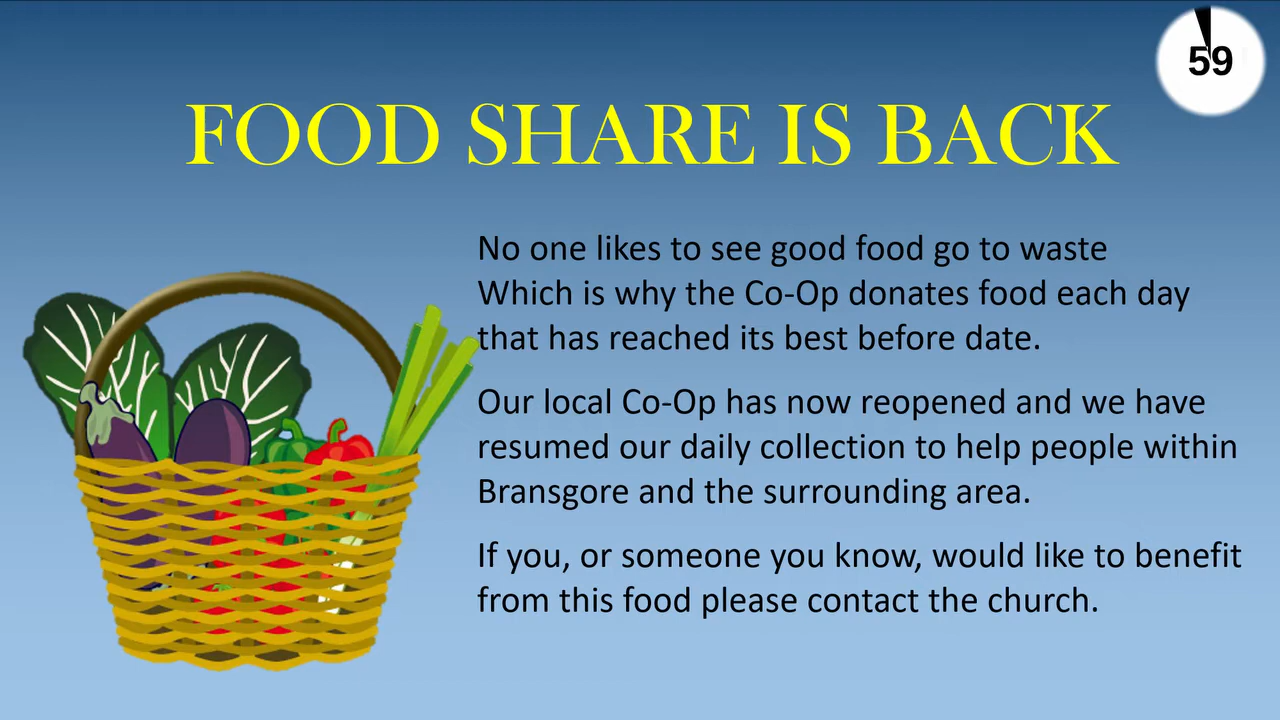 59
FOOD SHARE IS BACK
No one likes to see good food go to waste
Which is why the Co-Op donates food each day
that has reached its best before date.
Our local Co-Op has now reopened and we have
resumed our daily collection to help people within
Bransgore and the surrounding area.
If you, or someone you know, would like to benefit
from this food please contact the church.